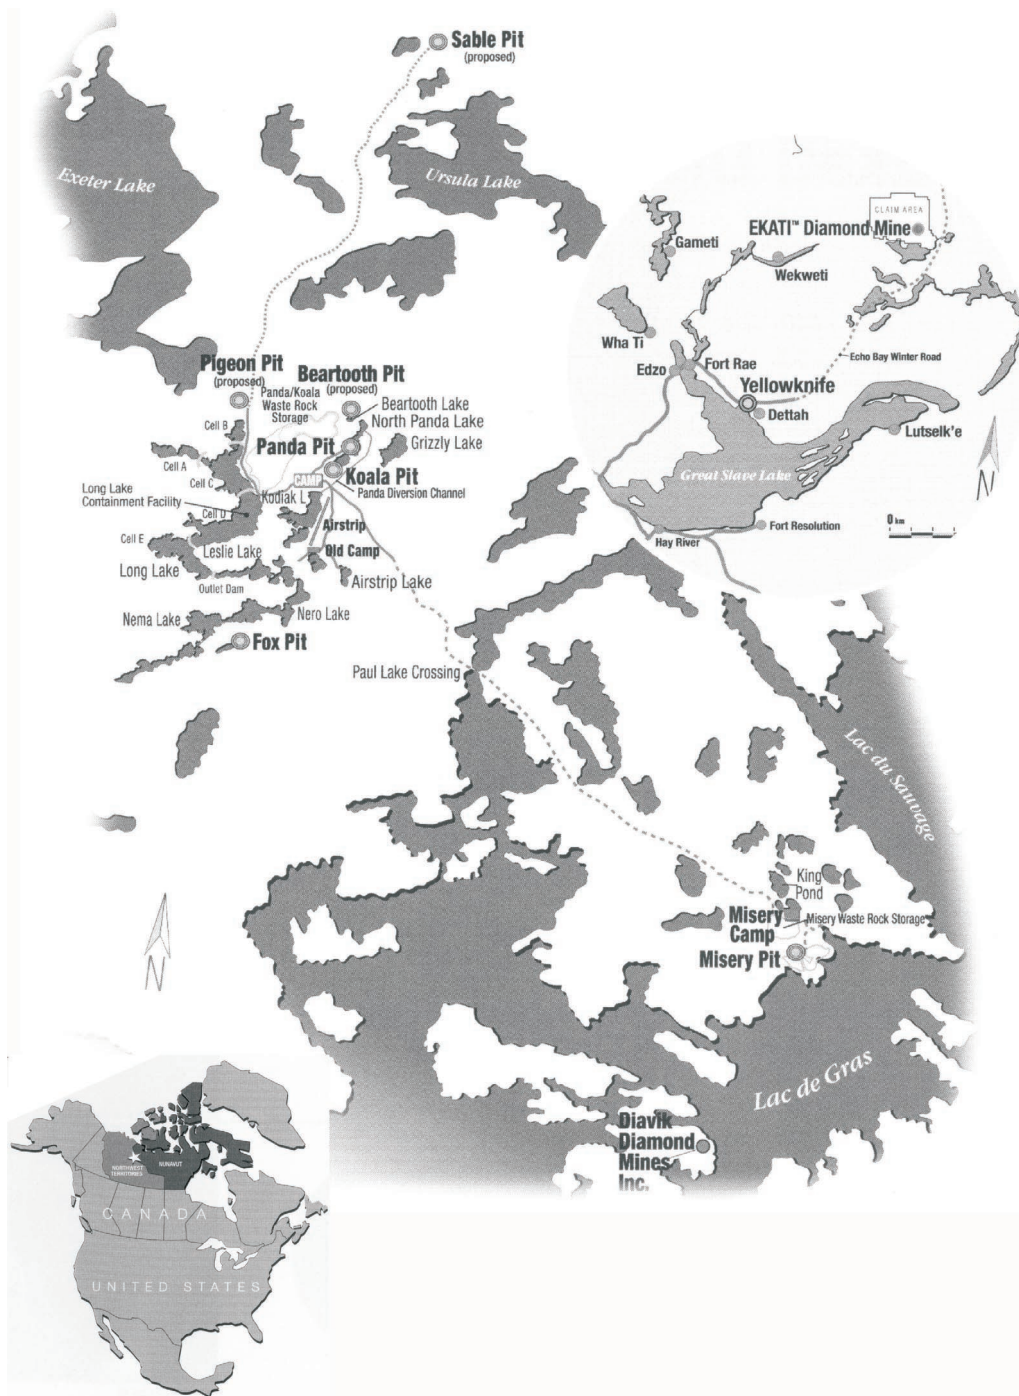 Sable Pit
(proposed)
Exeter Lake
Ursula Lake
CLAIM AREA
EKATI™ Diamond Mine
Gameti
Wekweti
Wha Ti
Echo Bay Winter Road
Edzo
Fort Rae
Yellowknife
Dettah
Lutselk'e
Great Slave Lake
N
0 km
Fort Resolution
Hay River
Pigeon Pit
(proposed)
Beartooth Pit
(proposed)
Panda/Koala
Waste Rock
Storage
Beartooth Lake
North Panda Lake
Cell B
Panda Pit
Grizzly Lake
Cell A
Koala Pit
Cell C
CAMP
Panda Diversion Channel
Long Lake
Containment Facility
Kodiak L
Cell D
Airstrip
Cell E
Leslie Lake
Old Camp
Long Lake
Airstrip Lake
Outlet Dam
Nema Lake
Nero Lake
Fox Pit
Paul Lake Crossing
Lac du Sauvage
King
Pond
Misery
Camp
Misery Waste Rock Storage
Misery Pit
N
Lac de Gras
Diavik
Diamond
Mines
Inc.
NORTHWEST
TERRITORIES
NUNAVUT
CANADA
UNITED STATES